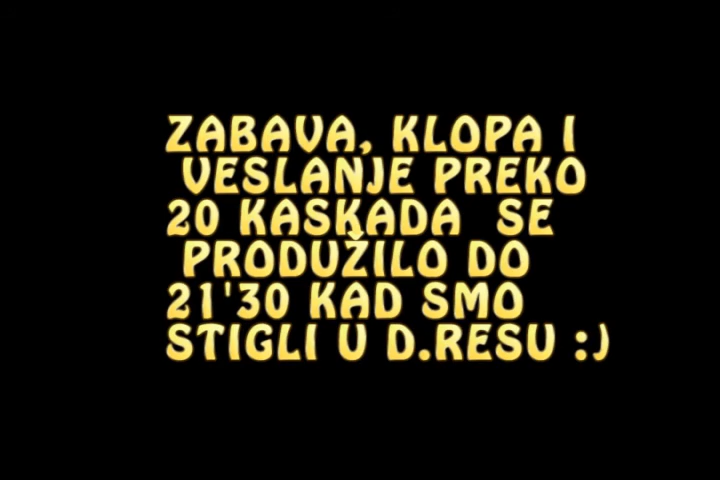 ZABAVA, KLOPA I
VESLANJE PREKO
20 KASKADA SE
PRODUŽILO DO
21'30 KAD SMO
STIGLI U D.RESU :)